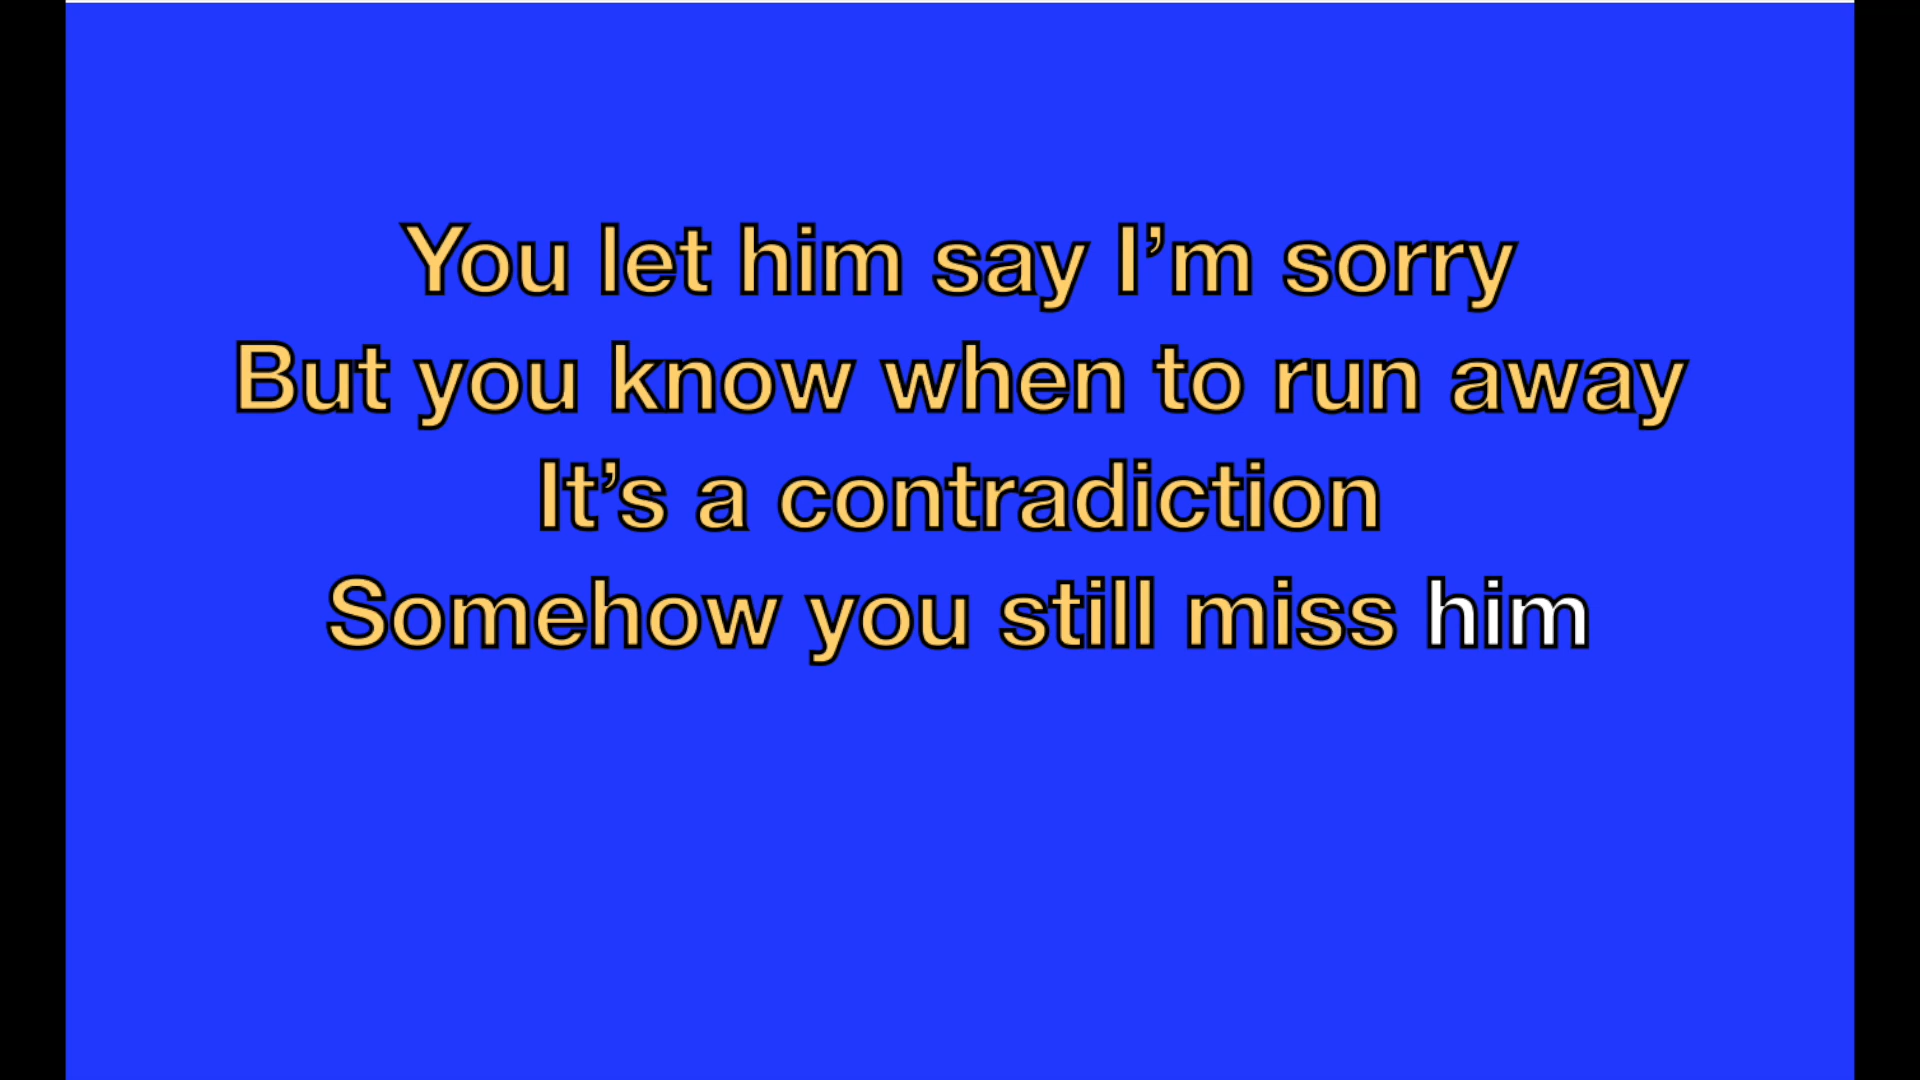 You let him say I’m sorry
But you know when to run away
It’s a contradiction
Somehow you still miss him